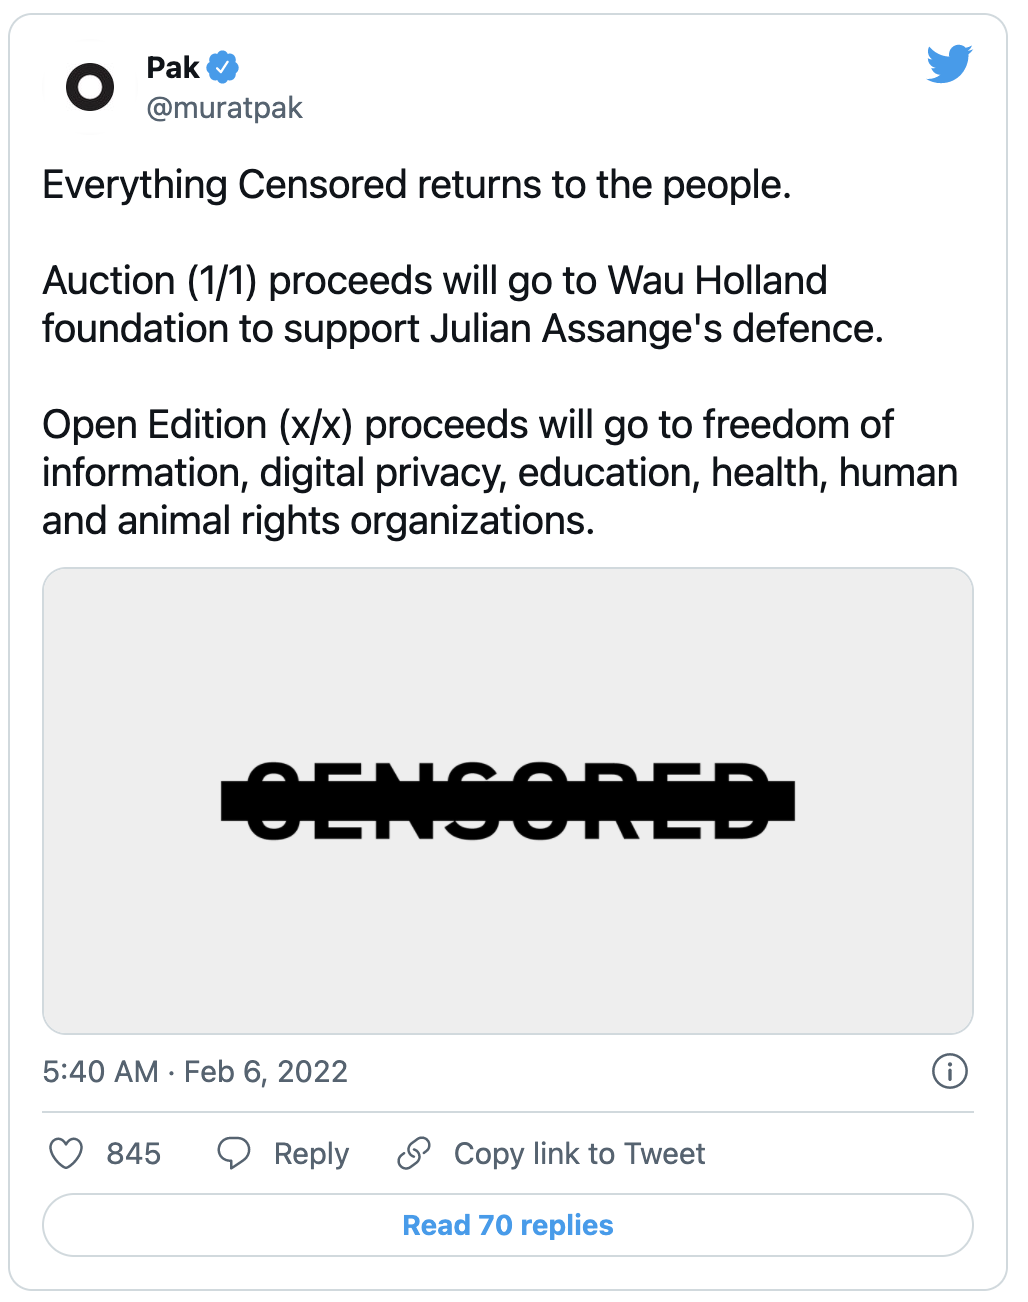 Pak
@muratpak
Everything Censored returns to the people.
Auction (1/1) proceeds will go to Wau Holland
foundation to support Julian Assange's defence.
Open Edition (x/x) proceeds will go to freedom of
information, digital privacy, education, health, human
and animal rights organizations.
CENSORED
5:40 AM · Feb 6, 2022
845 Reply Copy link to Tweet
Read 70 replies